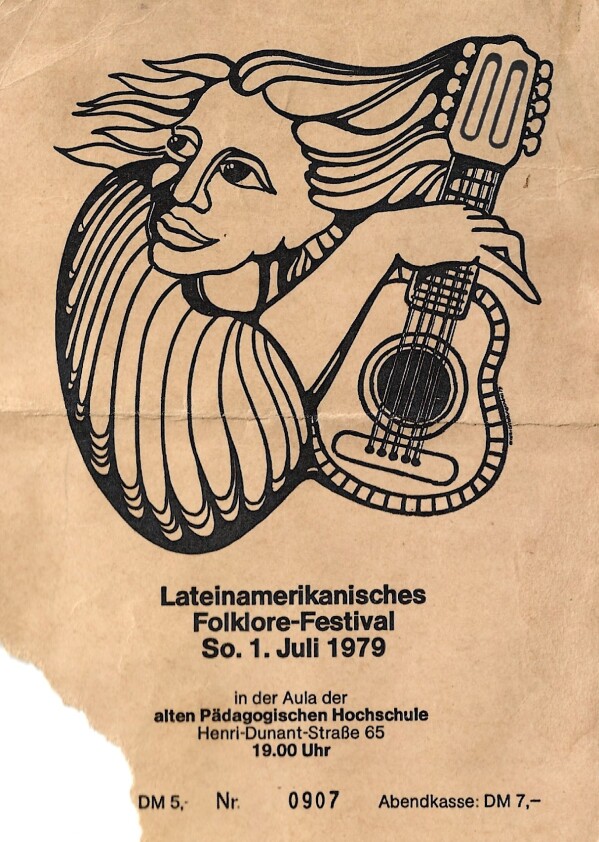 Lateinamerikanisches
Folklore-Festival
So. 1. Juli 1979
in der Aula der
alten Pädagogischen Hochschule
Henri-Dunant-Straße 65
19.00 Uhr
DM 5,- Nr. 0907 Abendkasse: DM 7,–